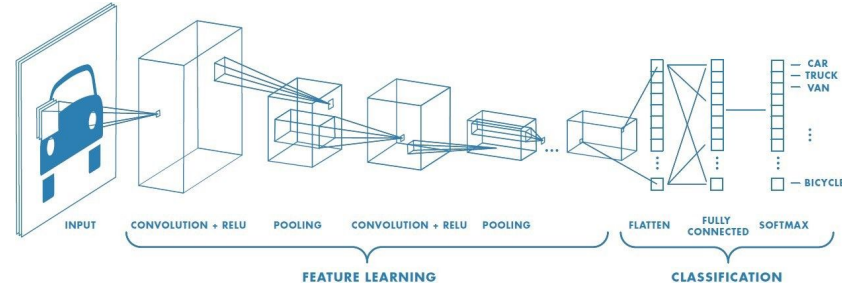 CAR
TRUCK
VAN
BICYCLE
INPUT
CONVOLUTION + RELU
POOLING
CONVOLUTION + RELU
POOLING
FLATTEN
FULLY
CONNECTED
SOFTMAX
FEATURE LEARNING
CLASSIFICATION